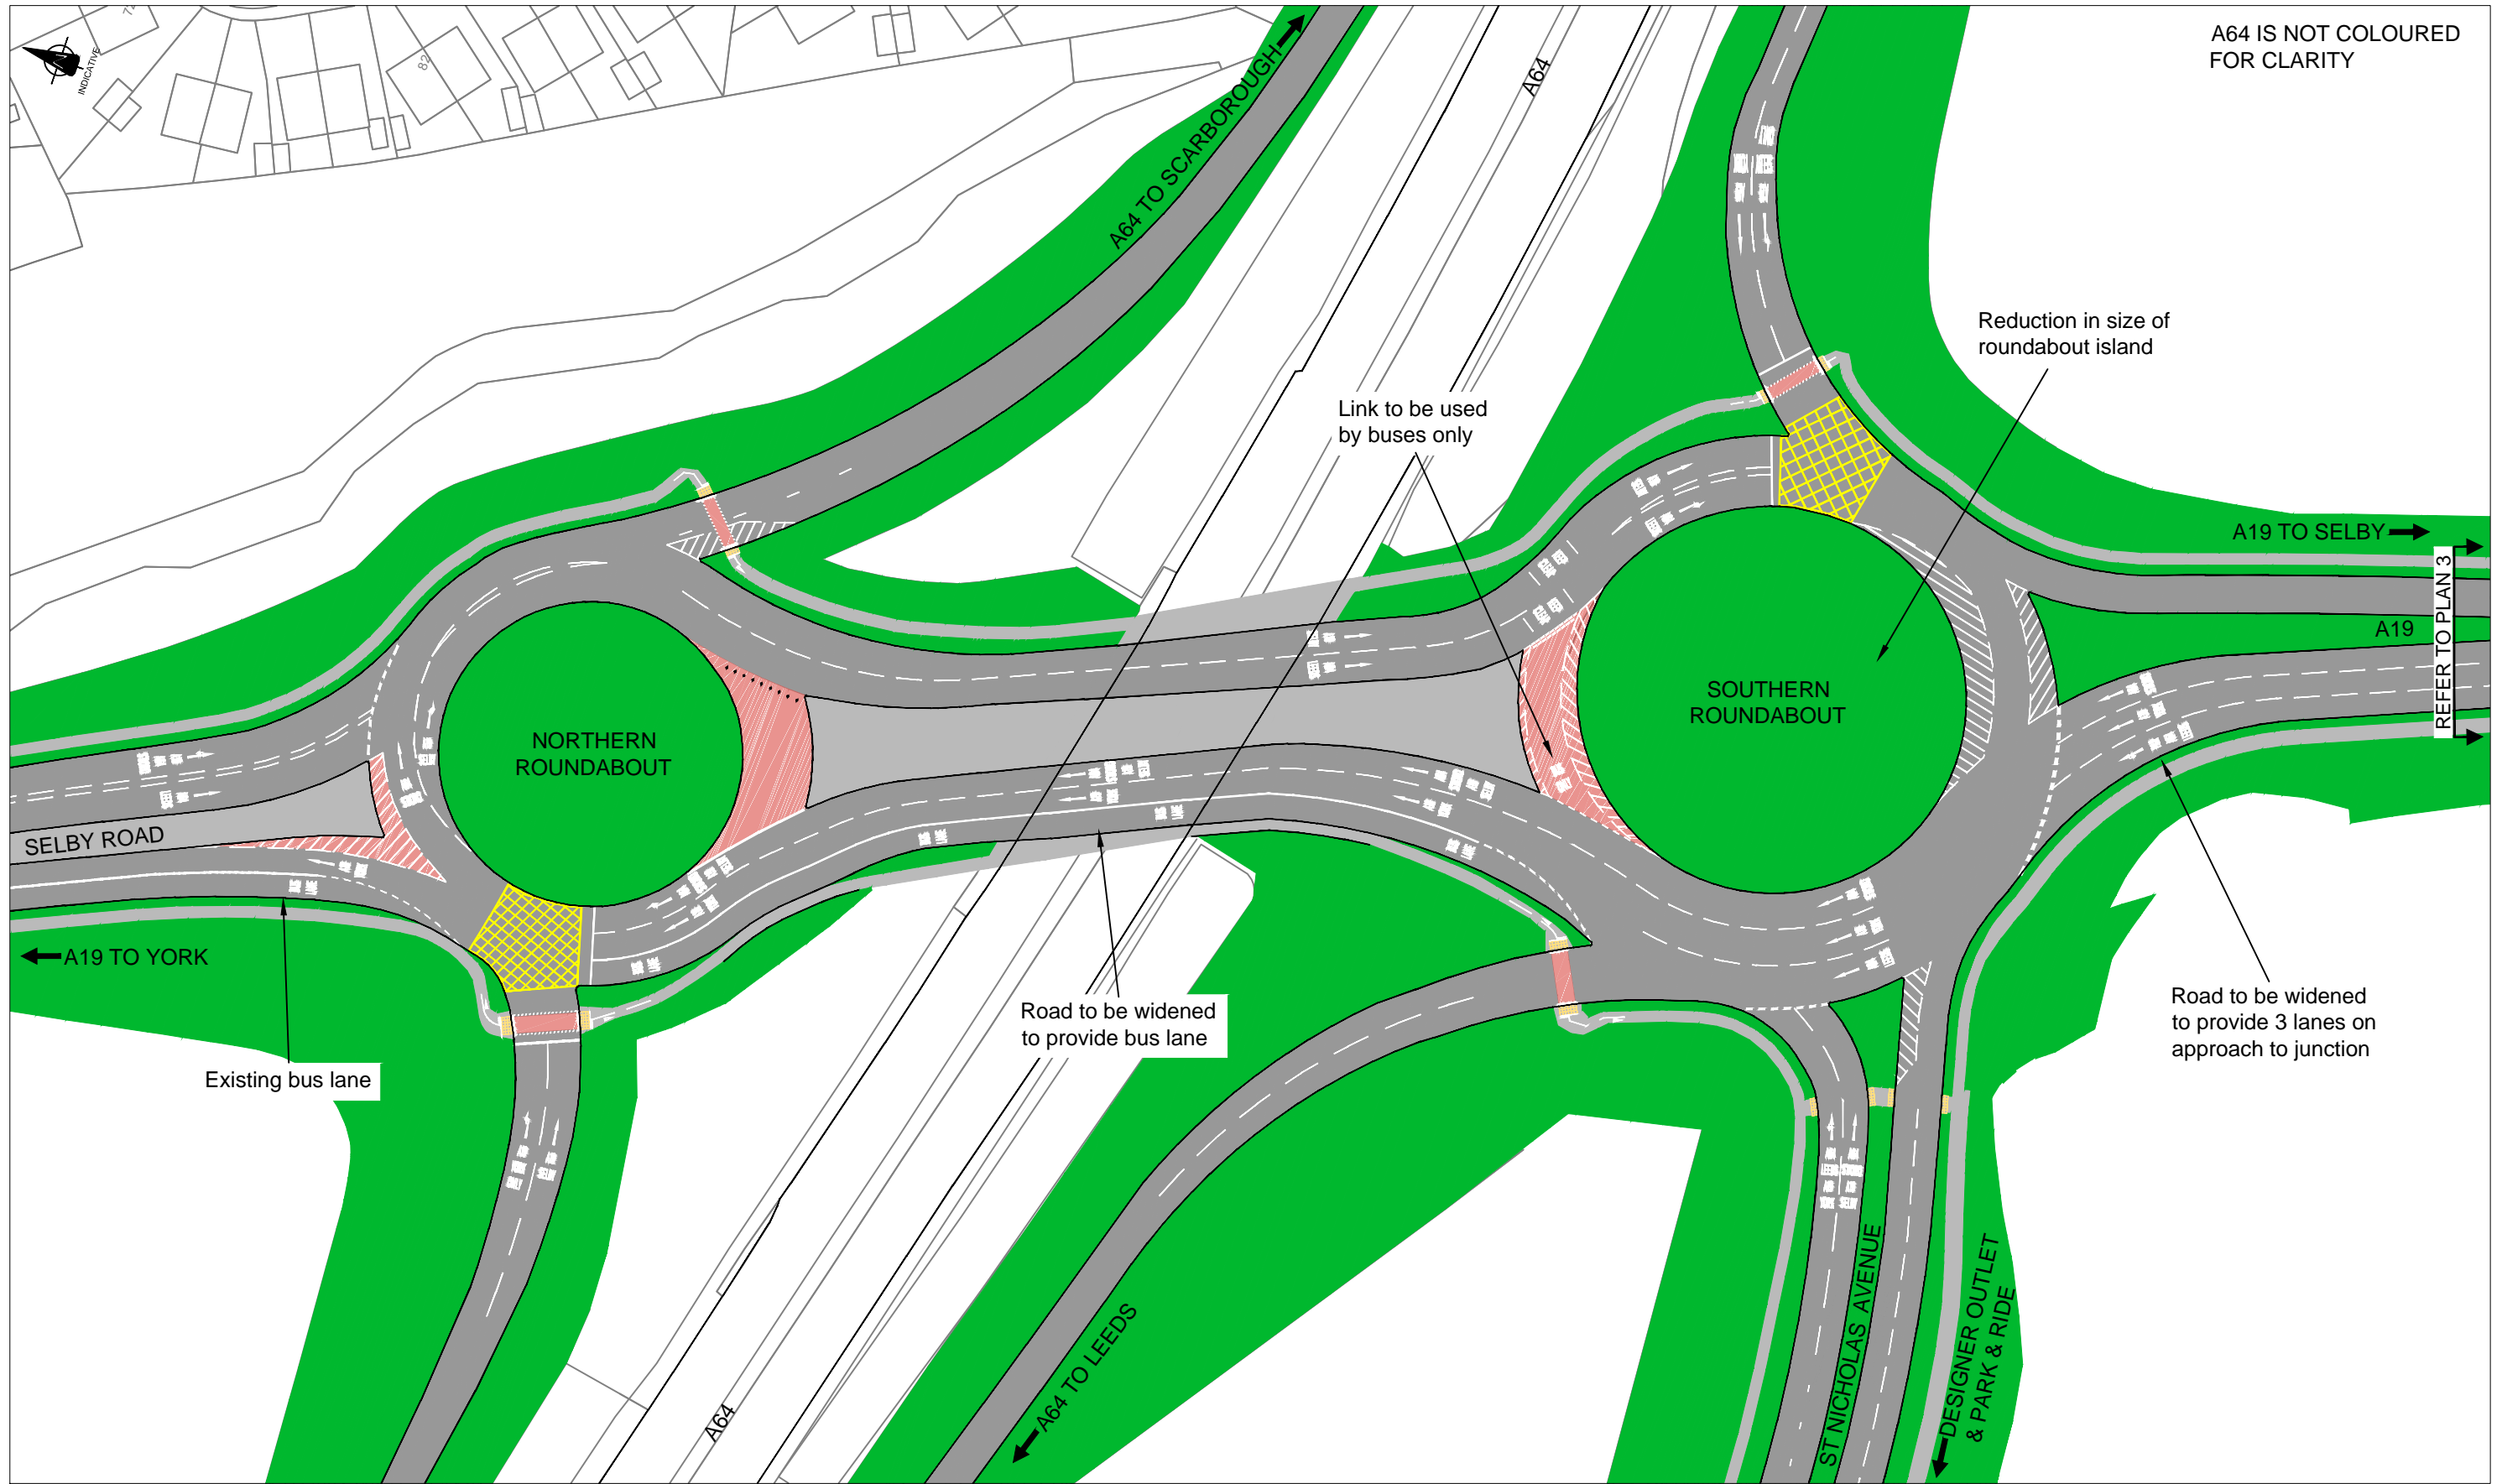 A64 IS NOT COLOURED
FOR CLARITY
INDICATIVE
72
82
A64 TO SCARBOROUGH
A64
Reduction in size of
roundabout island
Link to be used
by buses only
A19 TO SELBY
A19
REFER TO PLAN 3
SOUTHERN
ROUNDABOUT
NORTHERN
ROUNDABOUT
SELBY ROAD
A19 TO YORK
Existing bus lane
Road to be widened
to provide bus lane
Road to be widened
to provide 3 lanes on
approach to junction
A64
A64 TO LEEDS
ST NICHOLAS AVENUE
DESIGNER OUTLET
& PARK & RIDE